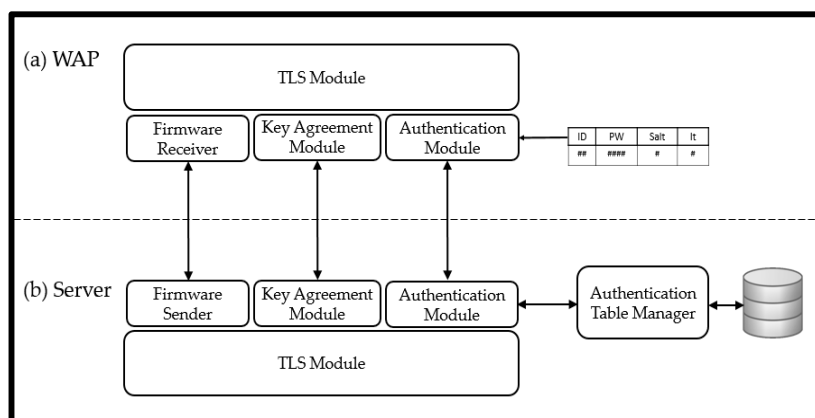 (a) WAP
TLS Module
Firmware
Receiver
Key Agreement
Module
Authentication
Module
ID PW Salt It
## #### # #
(b) Server
Firmware
Sender
Key Agreement
Module
Authentication
Module
Authentication
Table Manager
TLS Module